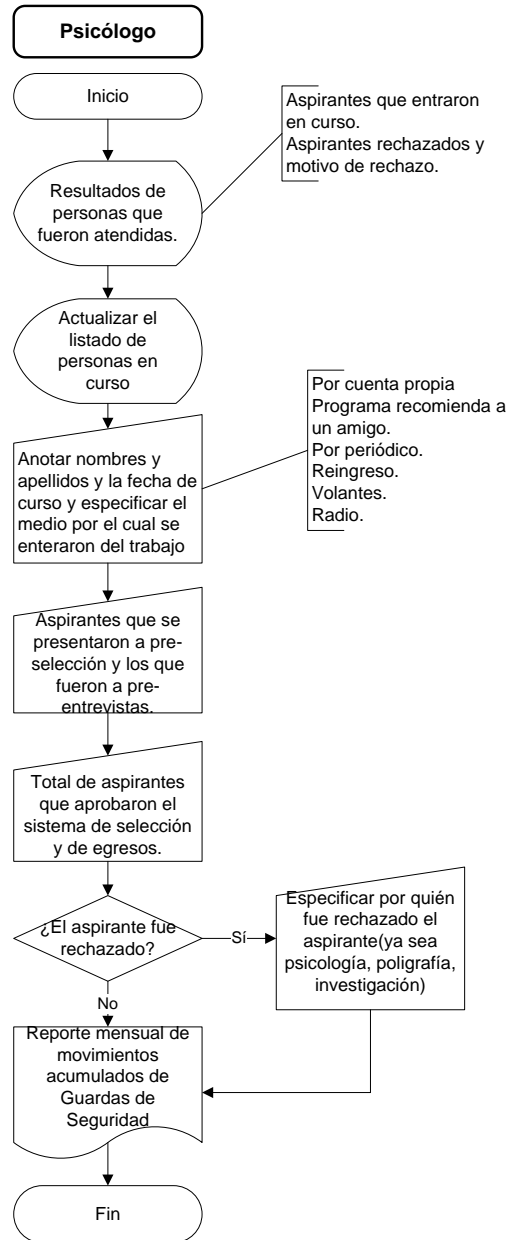 Psicólogo
Inicio
Aspirantes que entraron
en curso.
Aspirantes rechazados y
motivo de rechazo.
Resultados de
personas que
fueron atendidas.
Actualizar el
listado de
personas en
curso
Por cuenta propia
Programa recomienda a
un amigo.
Por periódico.
Reingreso.
Volantes.
Radio.
Anotar nombres y
apellidos y la fecha de
curso y especificar el
medio por el cual se
enteraron del trabajo
Aspirantes que se
presentaron a pre-
selección y los que
fueron a pre-
entrevistas.
Total de aspirantes
que aprobaron el
sistema de selección
y de egresos.
¿El aspirante fue
rechazado?
Sí
Especificar por quién
fue rechazado el
aspirante(ya sea
psicología, poligrafía,
investigación)
No
Reporte mensual de
movimientos
acumulados de
Guardas de
Seguridad
Fin